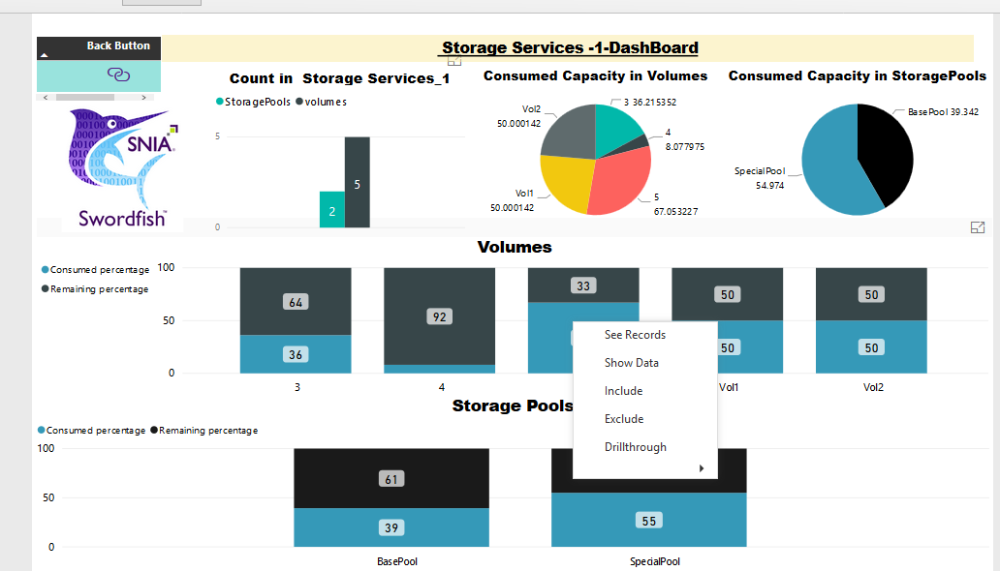 Back Button
Storage Services -1-DashBoard
Count in Storage Services_1
StoragePools volumes
5
0
2
5
Consumed Capacity in Volumes
3 36.215352
4
8.077975
5
67.053227
Vol1
50.000142
Vol2
50.000142
Consumed Capacity in StoragePools
BasePool 39.342
SpecialPool
54.974
SNIA
Swordfish™
Volumes
Consumed percentage
Remaining percentage
100
50
0
64
36
92
33
50
50
50
50
3
4
Vol1
Vol2
See Records
Show Data
Include
Exclude
Drillthrough
Storage Pools
Consumed percentage Remaining percentage
100
50
0
61
39
55
BasePool
SpecialPool